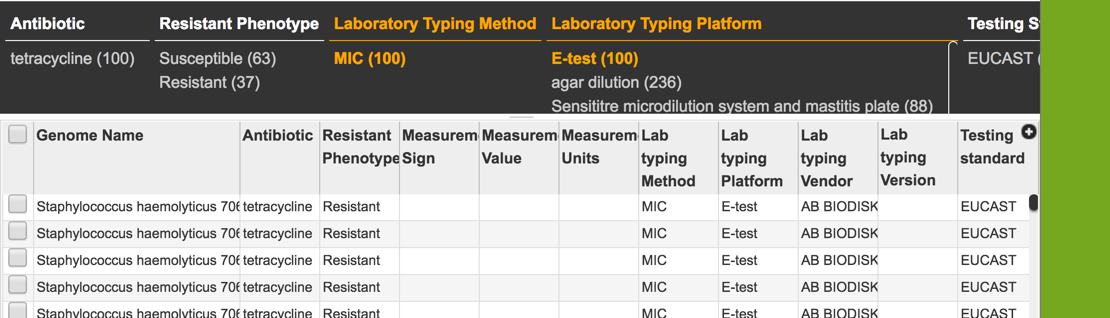 Antibiotic Resistant Phenotype Laboratory Typing Method Laboratory Typing Platform Testing S
tetracycline (100) Susceptible (63) MIC (100) E-test (100) EUCAST (
Resistant (37) agar dilution (236)
Sensititre microdilution system and mastitis plate (88)
Genome Name Antibiotic Resistant Measurem Measurem Measurem Lab Lab Lab Lab Testing
Phenotype Sign Value Units typing typing typing typing standard
Method Platform Vendor Version
Staphylococcus haemolyticus 706 tetracycline Resistant MIC E-test AB BIODISK EUCAST
Staphylococcus haemolyticus 706 tetracycline Resistant MIC E-test AB BIODISK EUCAST
Staphylococcus haemolyticus 706 tetracycline Resistant MIC E-test AB BIODISK EUCAST
Staphylococcus haemolyticus 706 tetracycline Resistant MIC E-test AB BIODISK EUCAST
Staphylococcus haemolyticus 706 tetracycline Resistant MIC E-test AB BIODISK EUCAST